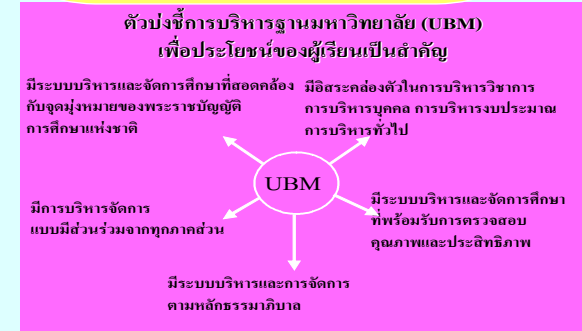 ตัวบ่งชี้การบริหารฐานมหาวิทยาลัย (UBM)
เพื่อประโยชน์ของผู้เรียนเป็นสำคัญ
มีระบบบริหารและจัดการศึกษาที่สอดคล้อง
กับจุดมุ่งหมายของพระราชบัญญัติ
การศึกษาแห่งชาติ
มีอิสระคล่องตัวในการบริหารวิชาการ
การบริหารบุคคล การบริหารงบประมาณ
การบริหารทั่วไป
UBM
มีการบริหารจัดการ
แบบมีส่วนร่วมจากทุกภาคส่วน
มีระบบบริหารและจัดการศึกษา
ที่พร้อมรับการตรวจสอบ
คุณภาพและประสิทธิภาพ
มีระบบบริหารและการจัดการ
ตามหลักธรรมาภิบาล